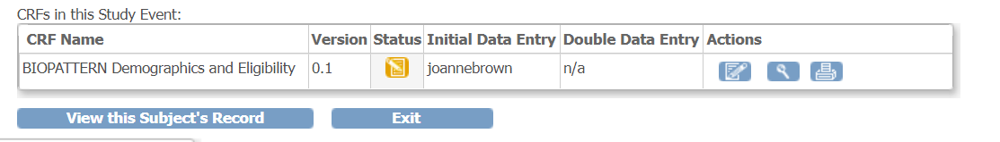 CRFs in this Study Event:
CRF Name Version Status Initial Data Entry Double Data Entry Actions
BIOPATTERN Demographics and Eligibility 0.1 joannebrown n/a
View this Subject's Record Exit